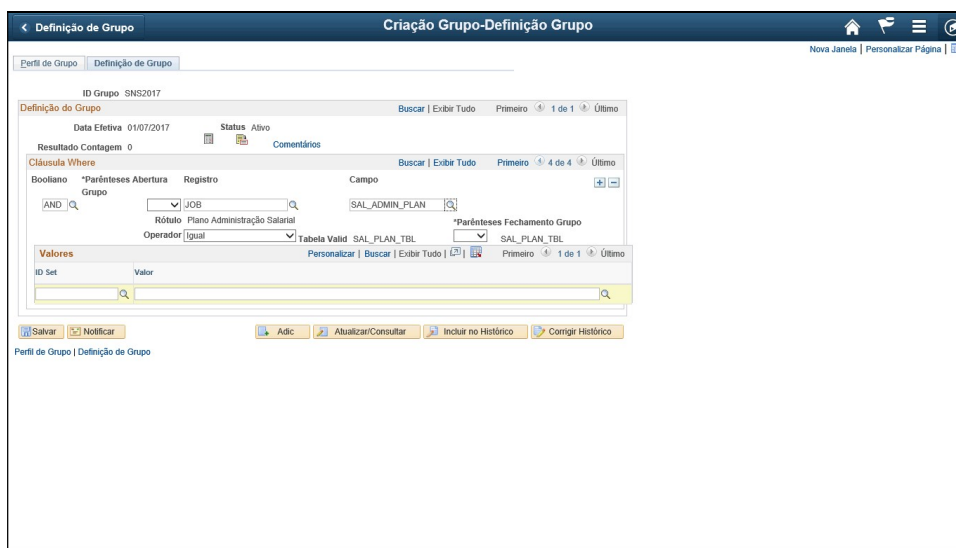 Definição de Grupo
Criação Grupo-Definição Grupo
Nova Janela | Personalizar Página |
Perfil de Grupo
Definição de Grupo
ID Grupo SNS2017
Definição do Grupo Buscar | Exibir Tudo Primeiro 1 de 1 Último
Data Efetiva 01/07/2017 Status Ativo
Resultado Contagem 0 Comentários
Cláusula Where Buscar | Exibir Tudo Primeiro 4 de 4 Último
Booliano *Parênteses Abertura Registro Campo
Grupo
AND JOB SAL_ADMIN_PLAN
Rótulo Plano Administração Salarial *Parênteses Fechamento Grupo
Operador Igual Tabela Valid SAL_PLAN_TBL SAL_PLAN_TBL
Valores Personalizar | Buscar | Exibir Tudo | | Primeiro 1 de 1 Último
ID Set Valor
Salvar Notificar Adic Atualizar/Consultar Incluir no Histórico Corrigir Histórico
Perfil de Grupo | Definição de Grupo